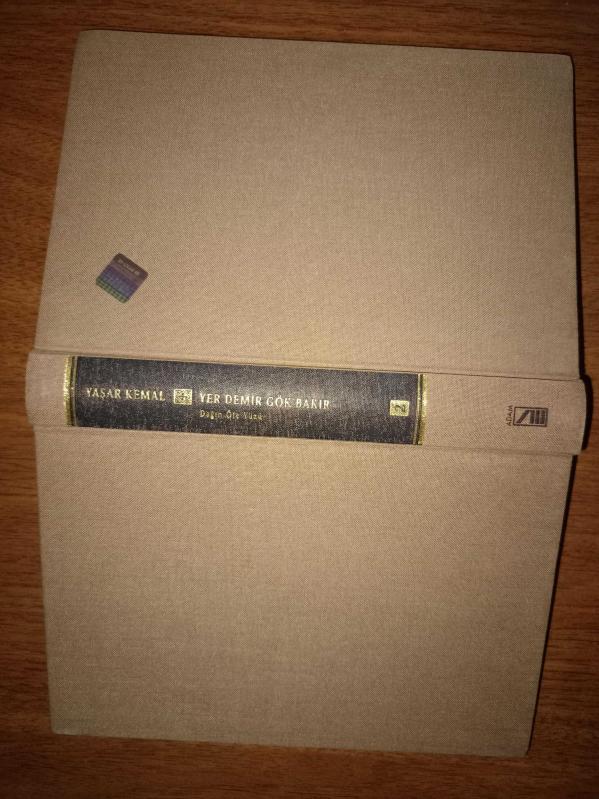 YAŞAR KEMAL
YER DEMİR GÖK BAKIR
Dağın Öte Yüzü
2
ADAM